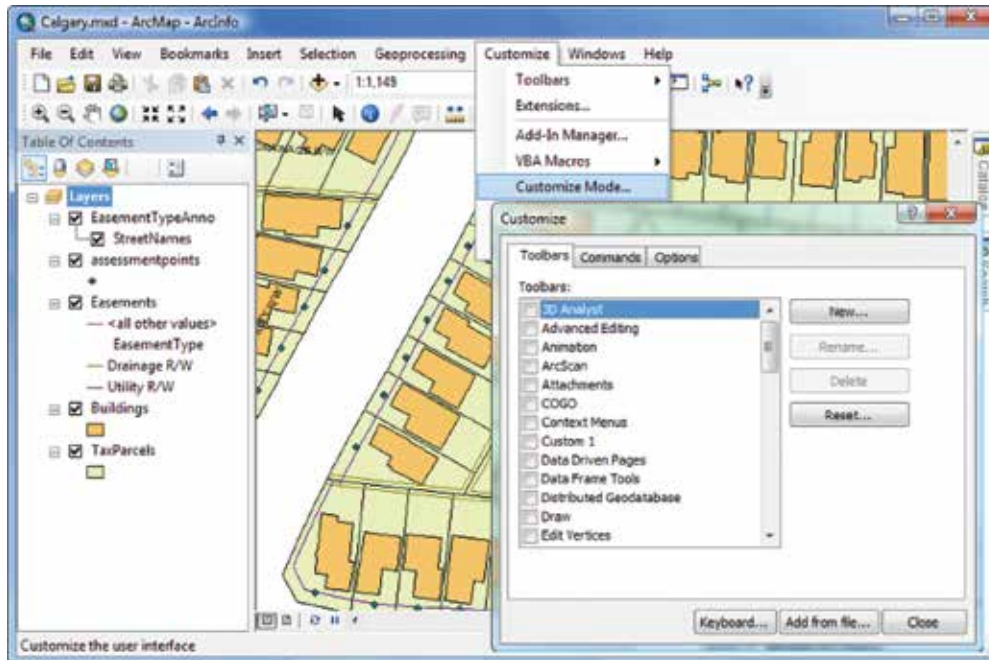 Calgary.mxd - ArcMap - ArcInfo
File Edit View Bookmarks Insert Selection Geoprocessing Customize Windows Help
1:1,149
Toolbars
Extensions...
Add-In Manager...
VBA Macros
Customize Mode...
Table Of Contents
Layers
EasementTypeAnno
StreetNames
assessmentpoints
Easements
<all other values>
EasementType
Drainage R/W
Utility R/W
Buildings
TaxParcels
Catalog
Customize
Toolbars Commands Options
Toolbars:
3D Analyst
Advanced Editing
Animation
ArcScan
Attachments
COGO
Context Menus
Custom 1
Data Driven Pages
Data Frame Tools
Distributed Geodatabase
Draw
Edit Vertices
New...
Rename...
Delete
Reset...
Keyboard... Add from file... Close
Customize the user interface